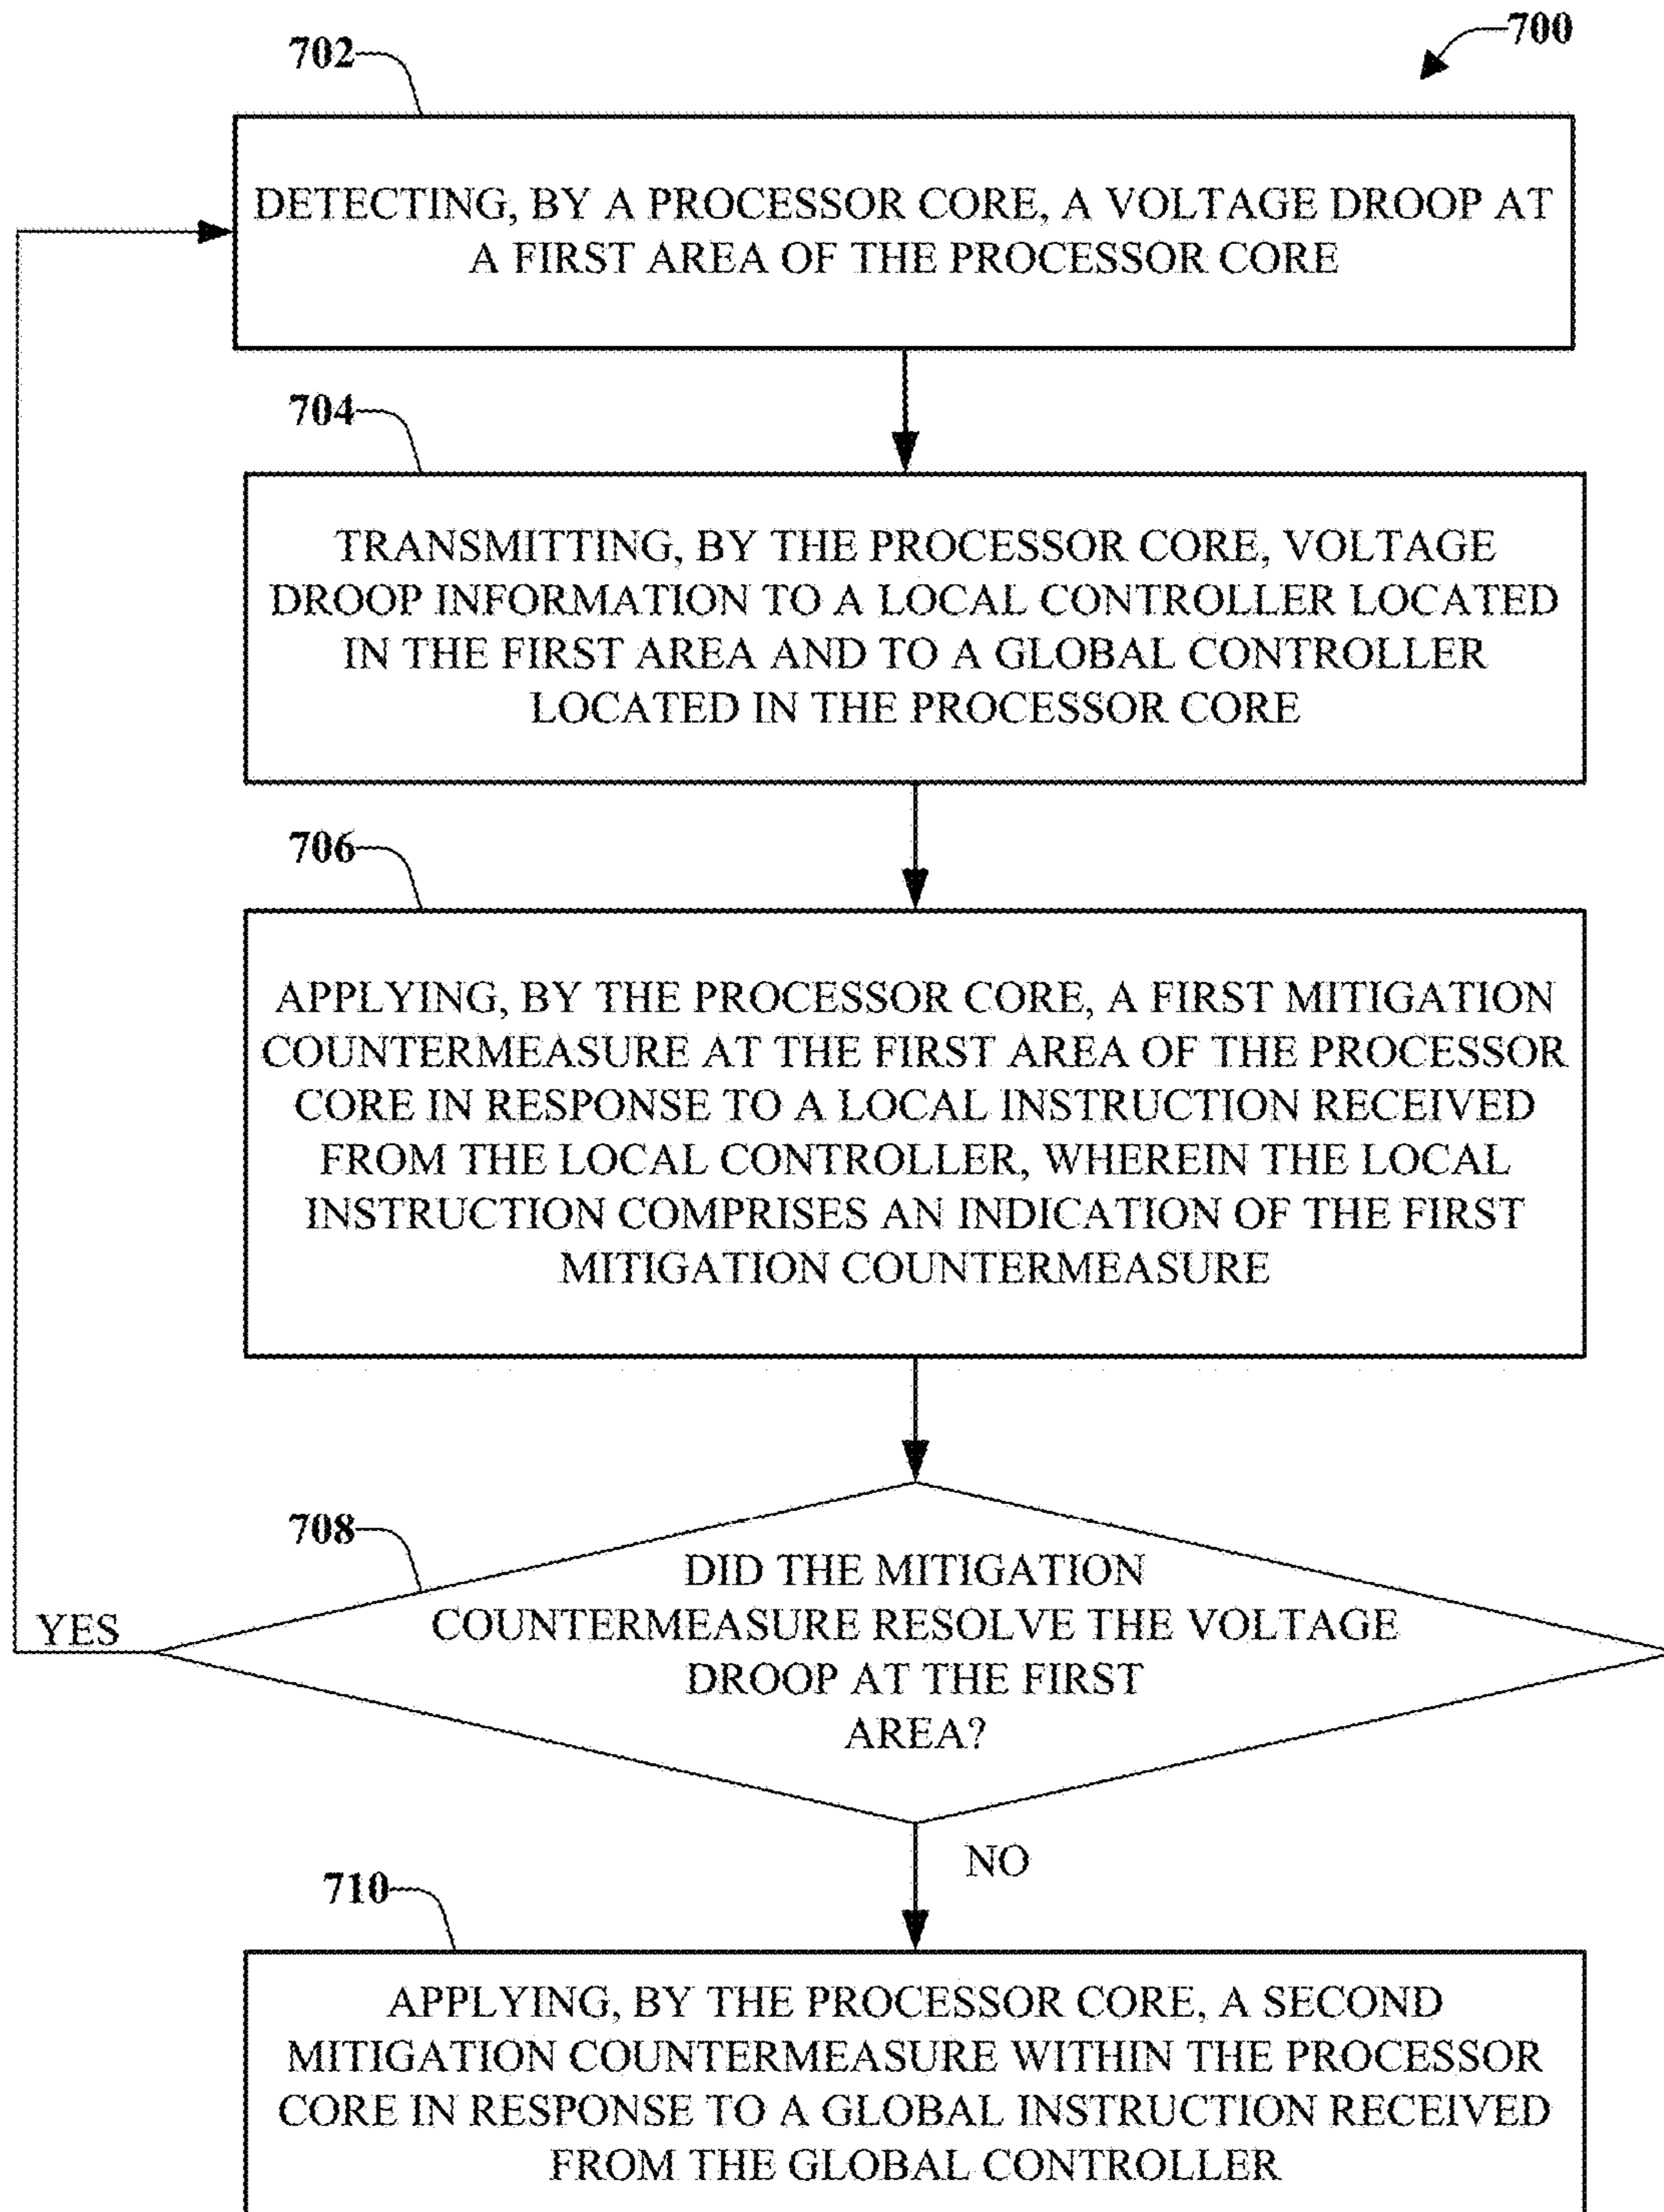 700
702
DETECTING, BY A PROCESSOR CORE, A VOLTAGE DROOP AT
A FIRST AREA OF THE PROCESSOR CORE
704
TRANSMITTING, BY THE PROCESSOR CORE, VOLTAGE
DROOP INFORMATION TO A LOCAL CONTROLLER LOCATED
IN THE FIRST AREA AND TO A GLOBAL CONTROLLER
LOCATED IN THE PROCESSOR CORE
706
APPLYING, BY THE PROCESSOR CORE, A FIRST MITIGATION
COUNTERMEASURE AT THE FIRST AREA OF THE PROCESSOR
CORE IN RESPONSE TO A LOCAL INSTRUCTION RECEIVED
FROM THE LOCAL CONTROLLER, WHEREIN THE LOCAL
INSTRUCTION COMPRISES AN INDICATION OF THE FIRST
MITIGATION COUNTERMEASURE
708
DID THE MITIGATION
COUNTERMEASURE RESOLVE THE VOLTAGE
DROOP AT THE FIRST
AREA?
YES
NO
710
APPLYING, BY THE PROCESSOR CORE, A SECOND
MITIGATION COUNTERMEASURE WITHIN THE PROCESSOR
CORE IN RESPONSE TO A GLOBAL INSTRUCTION RECEIVED
FROM THE GLOBAL CONTROLLER